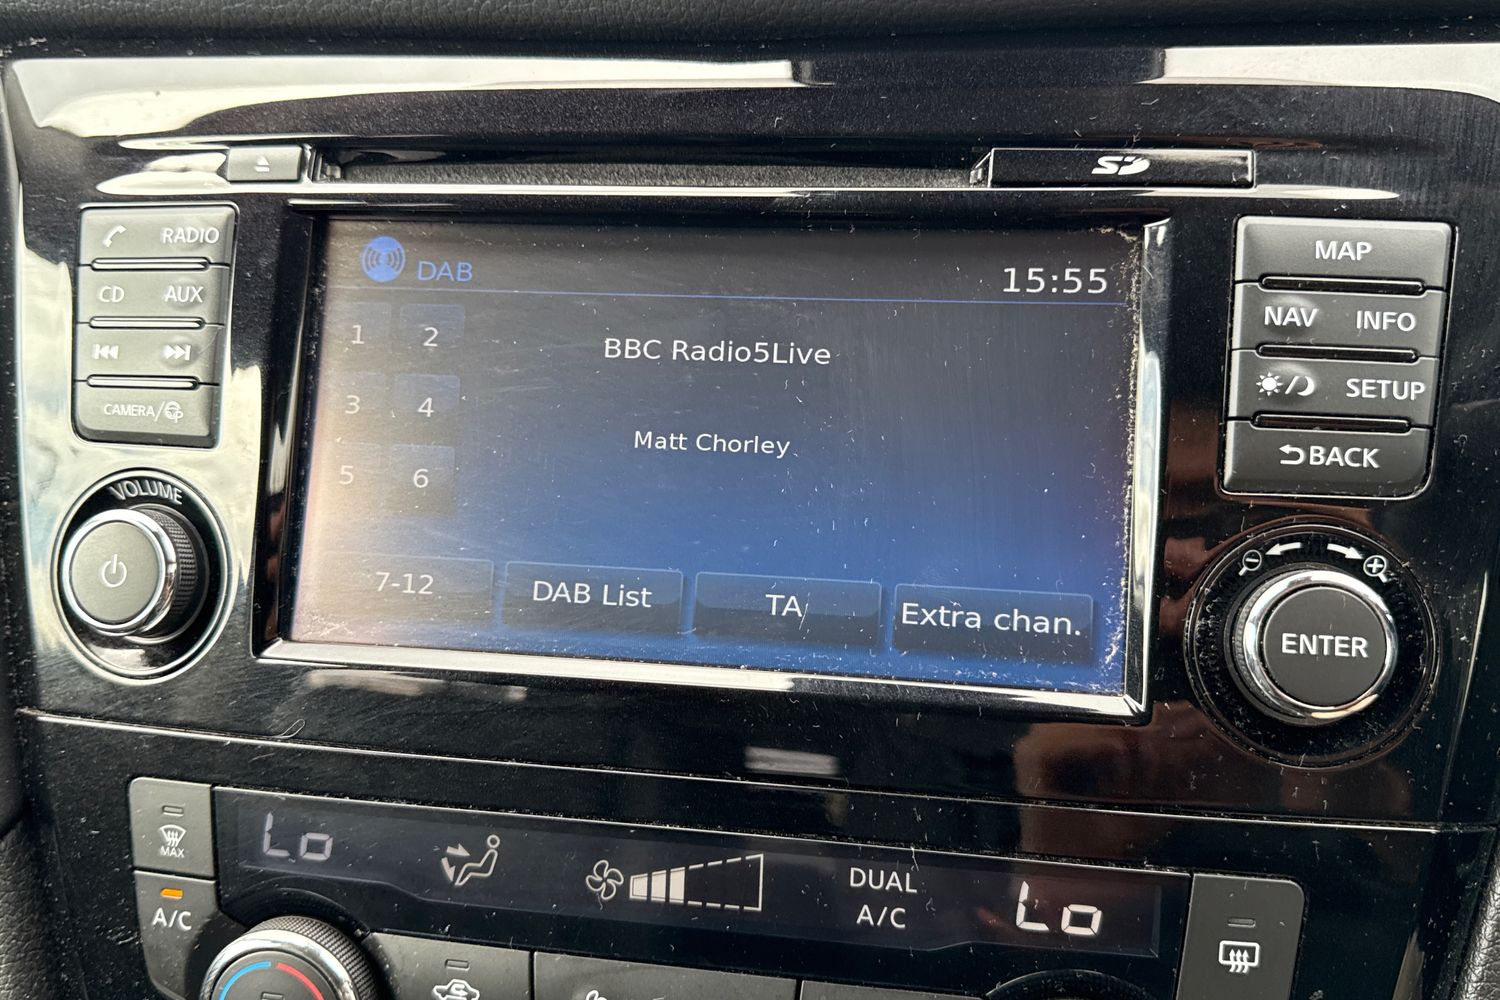 SD
RADIO
CD AUX
CAMERA/
VOLUME
DAB
15:55
1 2
3 4
5 6
BBC Radio5Live
Matt Chorley
7-12 DAB List TA Extra chan.
MAP
NAV INFO
SETUP
BACK
ENTER
MAX
A/C
Lo
DUAL
A/C
Lo